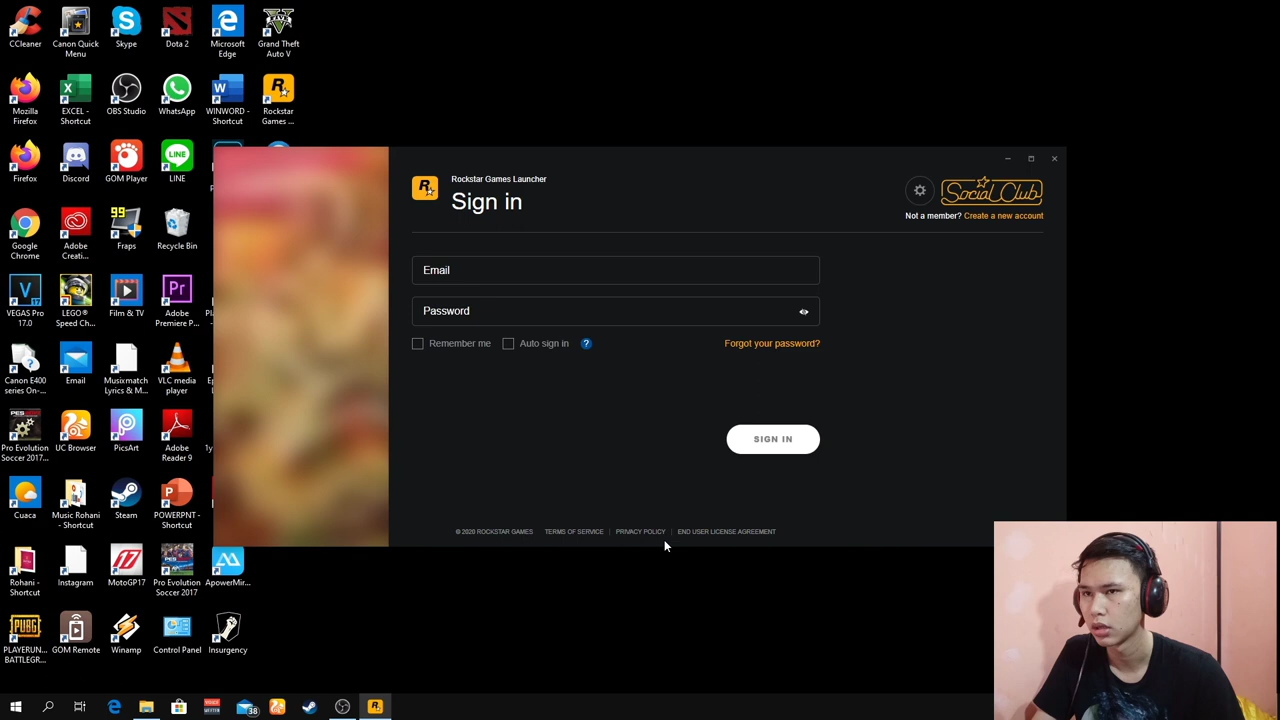 CCleaner
Canon Quick
Menu
Skype
Dota 2
Microsoft
Edge
Grand Theft
Auto V
Mozilla
Firefox
EXCEL -
Shortcut
OBS Studio
WhatsApp
WINWORD -
Shortcut
Rockstar
Games ...
Firefox
Discord
GOM Player
LINE
Google
Chrome
Adobe
Creati...
99
Fraps
Recycle Bin
VEGAS Pro
17.0
LEGO®
Speed Ch...
Film & TV
Adobe
Premiere P...
Canon E400
series On-...
Email
Musixmatch
Lyrics & M...
VLC media
player
Pro Evolution
Soccer 2017...
UC Browser
PicsArt
Adobe
Reader 9
Cuaca
Music Rohani
- Shortcut
Steam
POWERPNT -
Shortcut
Rohani -
Shortcut
Instagram
MotoGP17
Pro Evolution
Soccer 2017
ApowerMir...
PUBG
PLAYERUN...
BATTLEGR...
GOM Remote
Winamp
Control Panel
Insurgency
Rockstar Games Launcher
Sign in
Social Club
Not a member? Create a new account
Email
Password
Remember me
Auto sign in
?
Forgot your password?
SIGN IN
© 2020 ROCKSTAR GAMES
TERMS OF SERVICE | PRIVACY POLICY | END USER LICENSE AGREEMENT
38